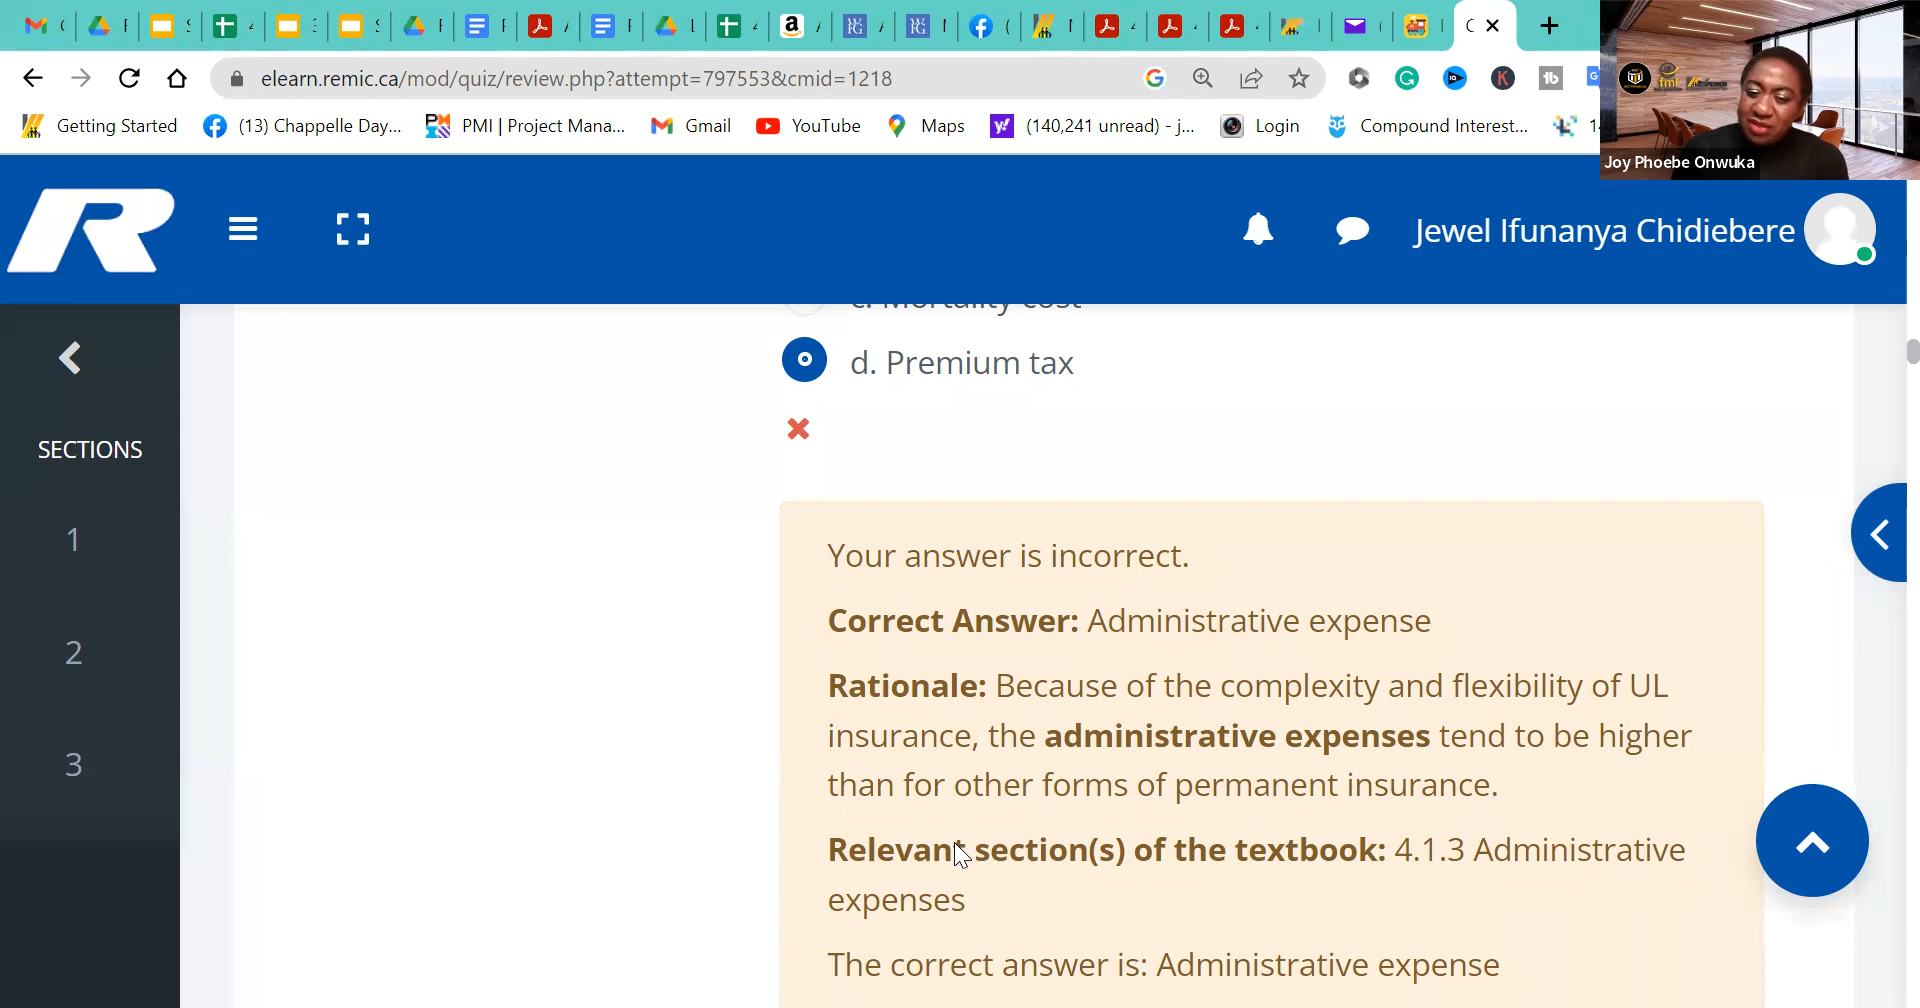 elearn.remic.ca/mod/quiz/review.php?attempt=797553&cmid=1218
Getting Started
(13) Chappelle Day...
PMI | Project Mana...
Gmail
YouTube
Maps
(140,241 unread) - j...
Login
Compound Interest...
Joy Phoebe Onwuka
Jewel Ifunanya Chidiebere
c. Mortality cost
d. Premium tax
SECTIONS
1
2
3
Your answer is incorrect.
Correct Answer: Administrative expense
Rationale: Because of the complexity and flexibility of UL
insurance, the administrative expenses tend to be higher
than for other forms of permanent insurance.
Relevant section(s) of the textbook: 4.1.3 Administrative
expenses
The correct answer is: Administrative expense